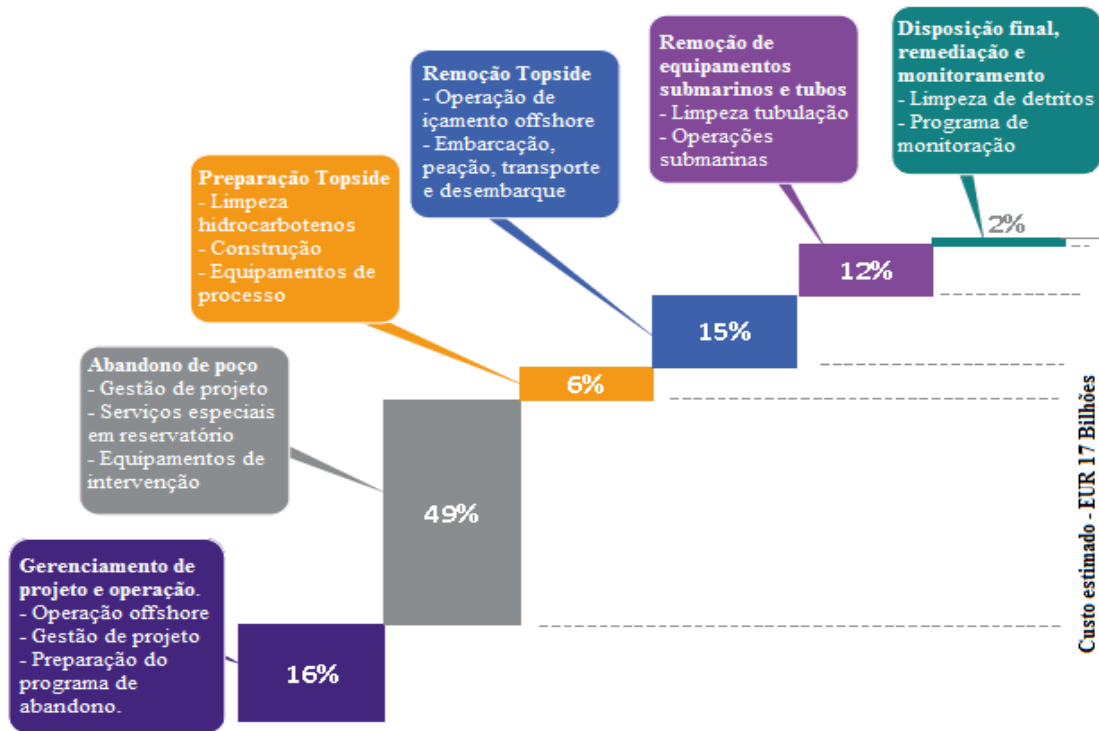 Disposição final,
remediação e
monitoramento
- Limpeza de detritos
- Programa de
monitoração
Remoção de
equipamentos
submarinos e tubos
- Limpeza tubulação
- Operações
submarinas
Remoção Topside
- Operação de
içamento offshore
- Embarcação,
peação, transporte
e desembarque
Preparação Topside
- Limpeza
hidrocarbotenos
- Construção
- Equipamentos de
processo
Abandono de poço
- Gestão de projeto
- Serviços especiais
em reservatório
- Equipamentos de
intervenção
Gerenciamento de
projeto e operação.
- Operação offshore
- Gestão de projeto
- Preparação do
programa de
abandono.
2%
12%
15%
6%
49%
16%
Custo estimado - EUR 17 Bilhões